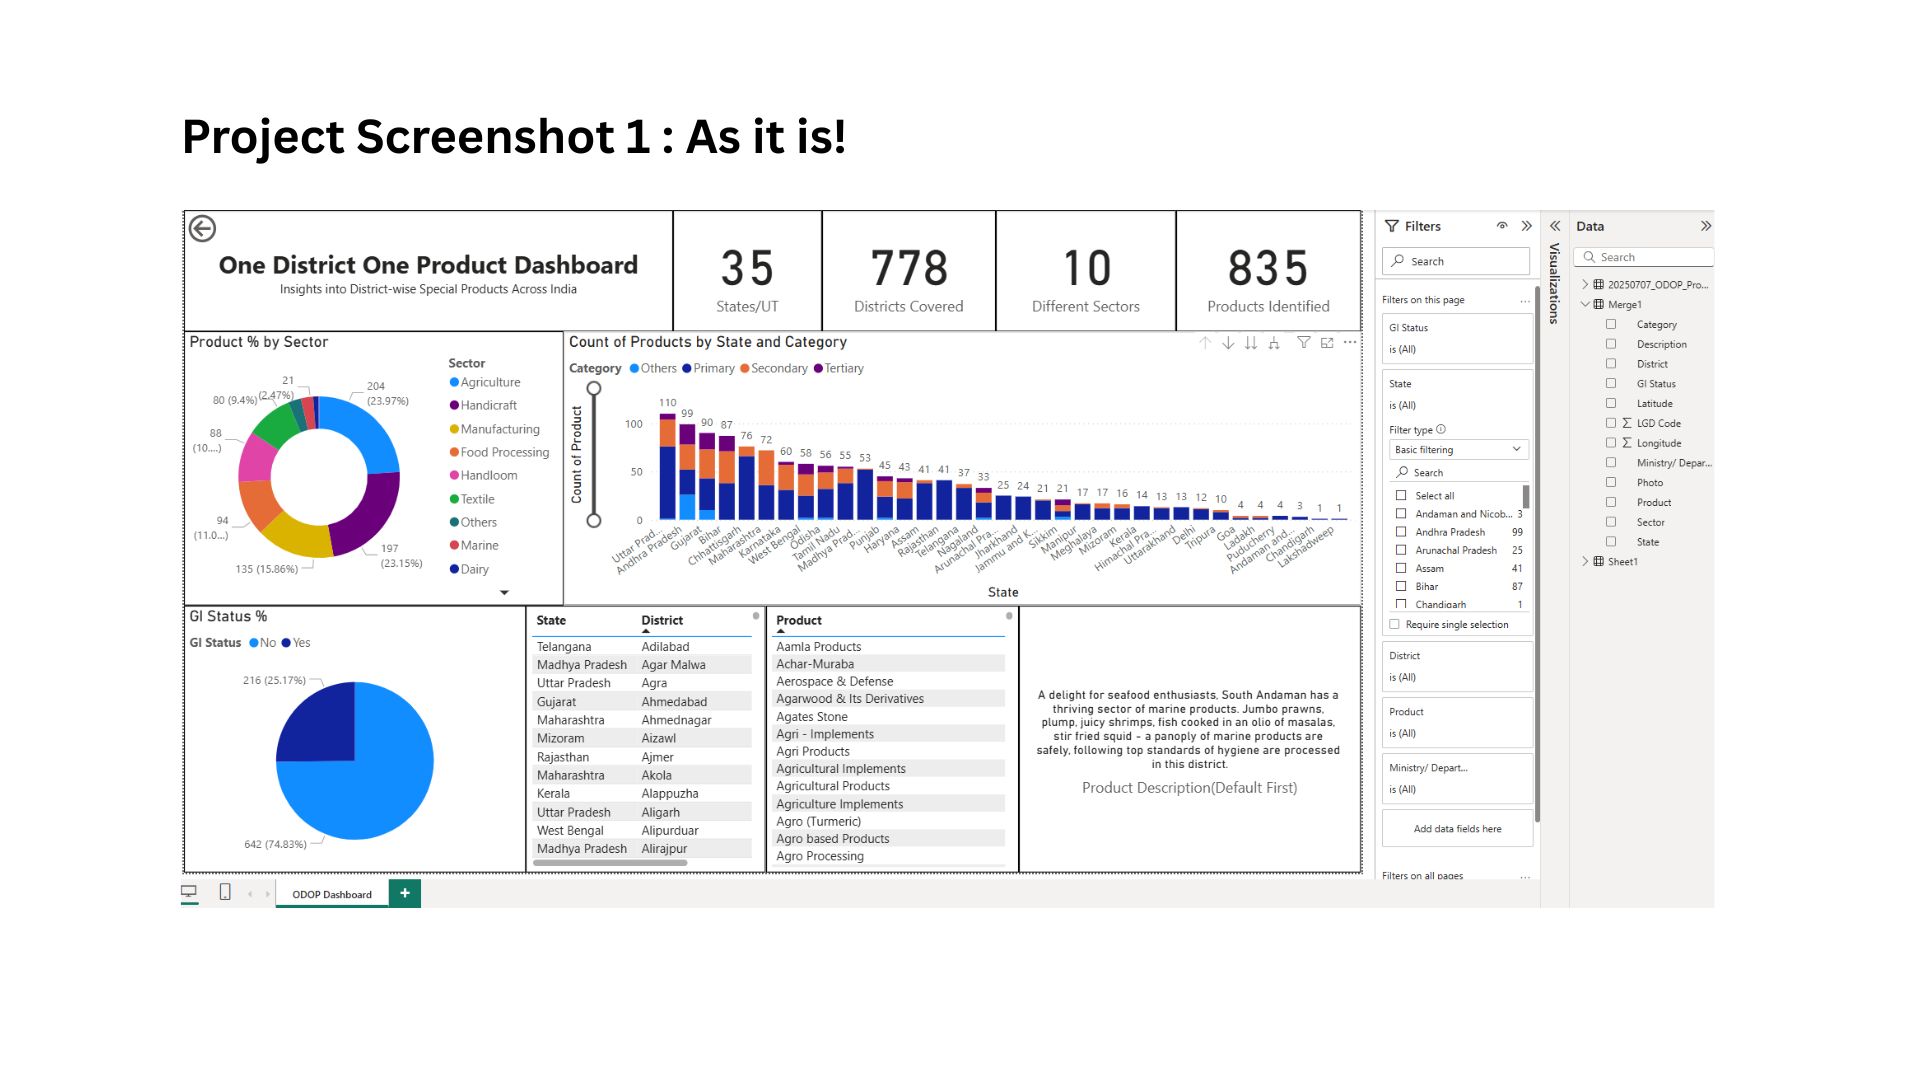 Project Screenshot 1 : As it is!
One District One Product Dashboard
Insights into District-wise Special Products Across India
35
States/UT
778
Districts Covered
10
Different Sectors
835
Products Identified
Product % by Sector
Sector
Agriculture
Handicraft
Manufacturing
Food Processing
Handloom
Textile
Others
Marine
Dairy
204
(23.97%)
197
(23.15%)
135 (15.86%)
94
(11.0...)
88
(10....)
80 (9.4%)
(2.47%)
21
Count of Products by State and Category
Category Others Primary Secondary Tertiary
Count of Product
100
50
0
110 99 90 87 76 72 60 58 56 55 53 45 43 41 41 37 33 25 24 21 21 17 17 16 14 13 13 12 10 4 4 4 3 1 1
Uttar Prad...
Andhra Pradesh
Gujarat
Bihar
Chhattisgarh
Maharashtra
Karnataka
West Bengal
Odisha
Tamil Nadu
Madhya Prad...
Punjab
Haryana
Assam
Rajasthan
Telangana
Nagaland
Arunachal Pra...
Jharkhand
Jammu and K...
Sikkim
Manipur
Meghalaya
Mizoram
Kerala
Himachal Pra...
Uttarakhand
Delhi
Tripura
Goa
Ladakh
Puducherry
Andaman and...
Chandigarh
Lakshadweep
State
GI Status %
GI Status No Yes
216 (25.17%)
642 (74.83%)
State District
Telangana Adilabad
Madhya Pradesh Agar Malwa
Uttar Pradesh Agra
Gujarat Ahmedabad
Maharashtra Ahmednagar
Mizoram Aizawl
Rajasthan Ajmer
Maharashtra Akola
Kerala Alappuzha
Uttar Pradesh Aligarh
West Bengal Alipurduar
Madhya Pradesh Alirajpur
Product
Aamla Products
Achar-Muraba
Aerospace & Defense
Agarwood & Its Derivatives
Agates Stone
Agri - Implements
Agri Products
Agricultural Implements
Agricultural Products
Agriculture Implements
Agro (Turmeric)
Agro based Products
Agro Processing
A delight for seafood enthusiasts, South Andaman has a
thriving sector of marine products. Jumbo prawns,
plump, juicy shrimps, fish cooked in an olio of masalas,
stir fried squid – a panoply of marine products are
safely, following top standards of hygiene are processed
in this district.
Product Description(Default First)
ODOP Dashboard
+
Filters
Search
Filters on this page
...
GI Status
is (All)
State
is (All)
Filter type
Basic filtering
Search
Select all
Andaman and Nicob... 3
Andhra Pradesh 99
Arunachal Pradesh 25
Assam 41
Bihar 87
Chandigarh 1
Require single selection
District
is (All)
Product
is (All)
Ministry/ Depart...
is (All)
Add data fields here
Filters on all pages
...
Visualizations
Data
Search
20250707_ODOP_Pro...
Merge1
Category
Description
District
GI Status
Latitude
LGD Code
Longitude
Ministry/ Depar...
Photo
Product
Sector
State
Sheet1